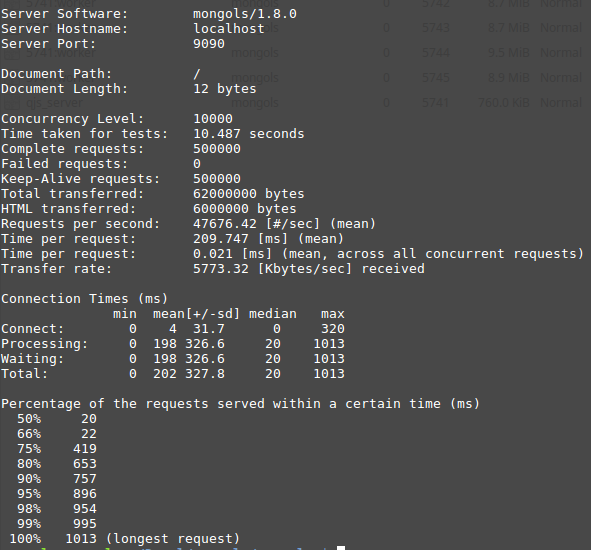 Server Software:        mongols/1.8.0
Server Hostname:        localhost
Server Port:            9090

Document Path:          /
Document Length:        12 bytes

Concurrency Level:      10000
Time taken for tests:   10.487 seconds
Complete requests:      500000
Failed requests:        0
Keep-Alive requests:    500000
Total transferred:      62000000 bytes
HTML transferred:       6000000 bytes
Requests per second:    47676.42 [#/sec] (mean)
Time per request:       209.747 [ms] (mean)
Time per request:       0.021 [ms] (mean, across all concurrent requests)
Transfer rate:          5773.32 [Kbytes/sec] received

Connection Times (ms)
              min  mean[+/-sd] median   max
Connect:        0    4  31.7      0     320
Processing:     0  198 326.6     20    1013
Waiting:        0  198 326.6     20    1013
Total:          0  202 327.8     20    1013

Percentage of the requests served within a certain time (ms)
  50%     20
  66%     22
  75%    419
  80%    653
  90%    757
  95%    896
  98%    954
  99%    995
 100%   1013 (longest request)